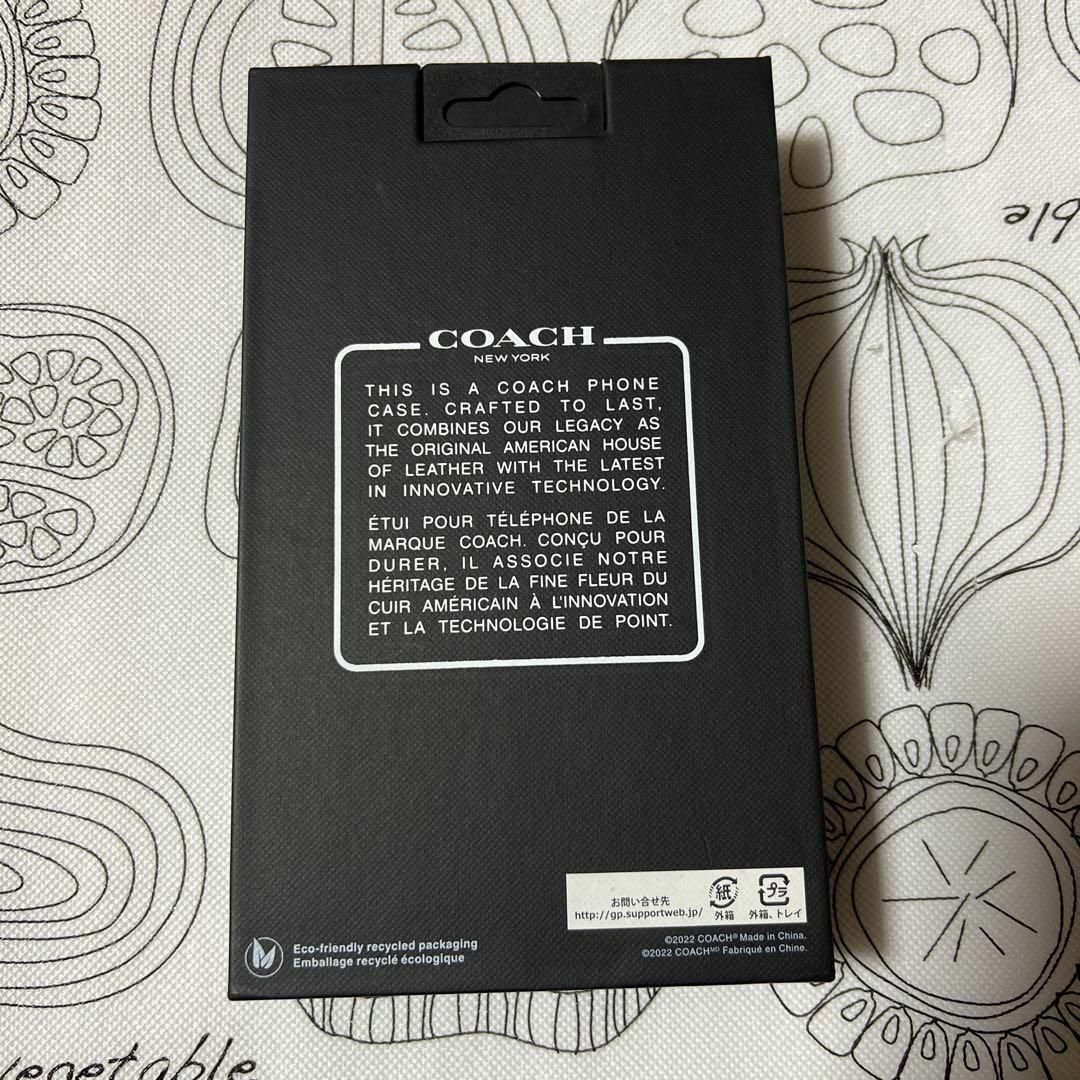 COACH
NEW YORK
THIS IS A COACH PHONE
CASE. CRAFTED TO LAST,
IT COMBINES OUR LEGACY AS
THE ORIGINAL AMERICAN HOUSE
OF LEATHER WITH THE LATEST
IN INNOVATIVE TECHNOLOGY.
ÉTUI POUR TÉLÉPHONE DE LA
MARQUE COACH. CONÇU POUR
DURER, IL ASSOCIE NOTRE
HÉRITAGE DE LA FINE FLEUR DU
CUIR AMÉRICAIN À L'INNOVATION
ET LA TECHNOLOGIE DE POINT.
お問い合せ先
http://gp.supportweb.jp/
紙
外箱
プラ
外箱、トレイ
Eco-friendly recycled packaging
Emballage recyclé écologique
©2022 COACH® Made in China.
©2022 COACHᴹᴰ Fabriqué en Chine.
vegetable